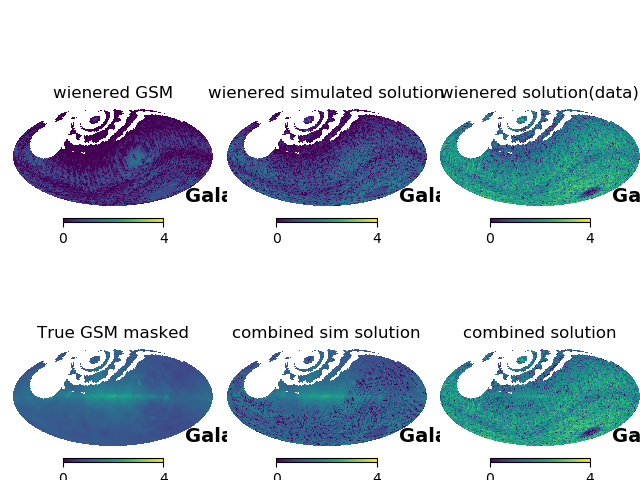 wienered GSM
wienered simulated solution
wienered solution(data)
Gala
Gala
Ga
0 4
0 4
0 4
True GSM masked
combined sim solution
combined solution
Gala
Gala
Ga
0 4
0 4
0 4